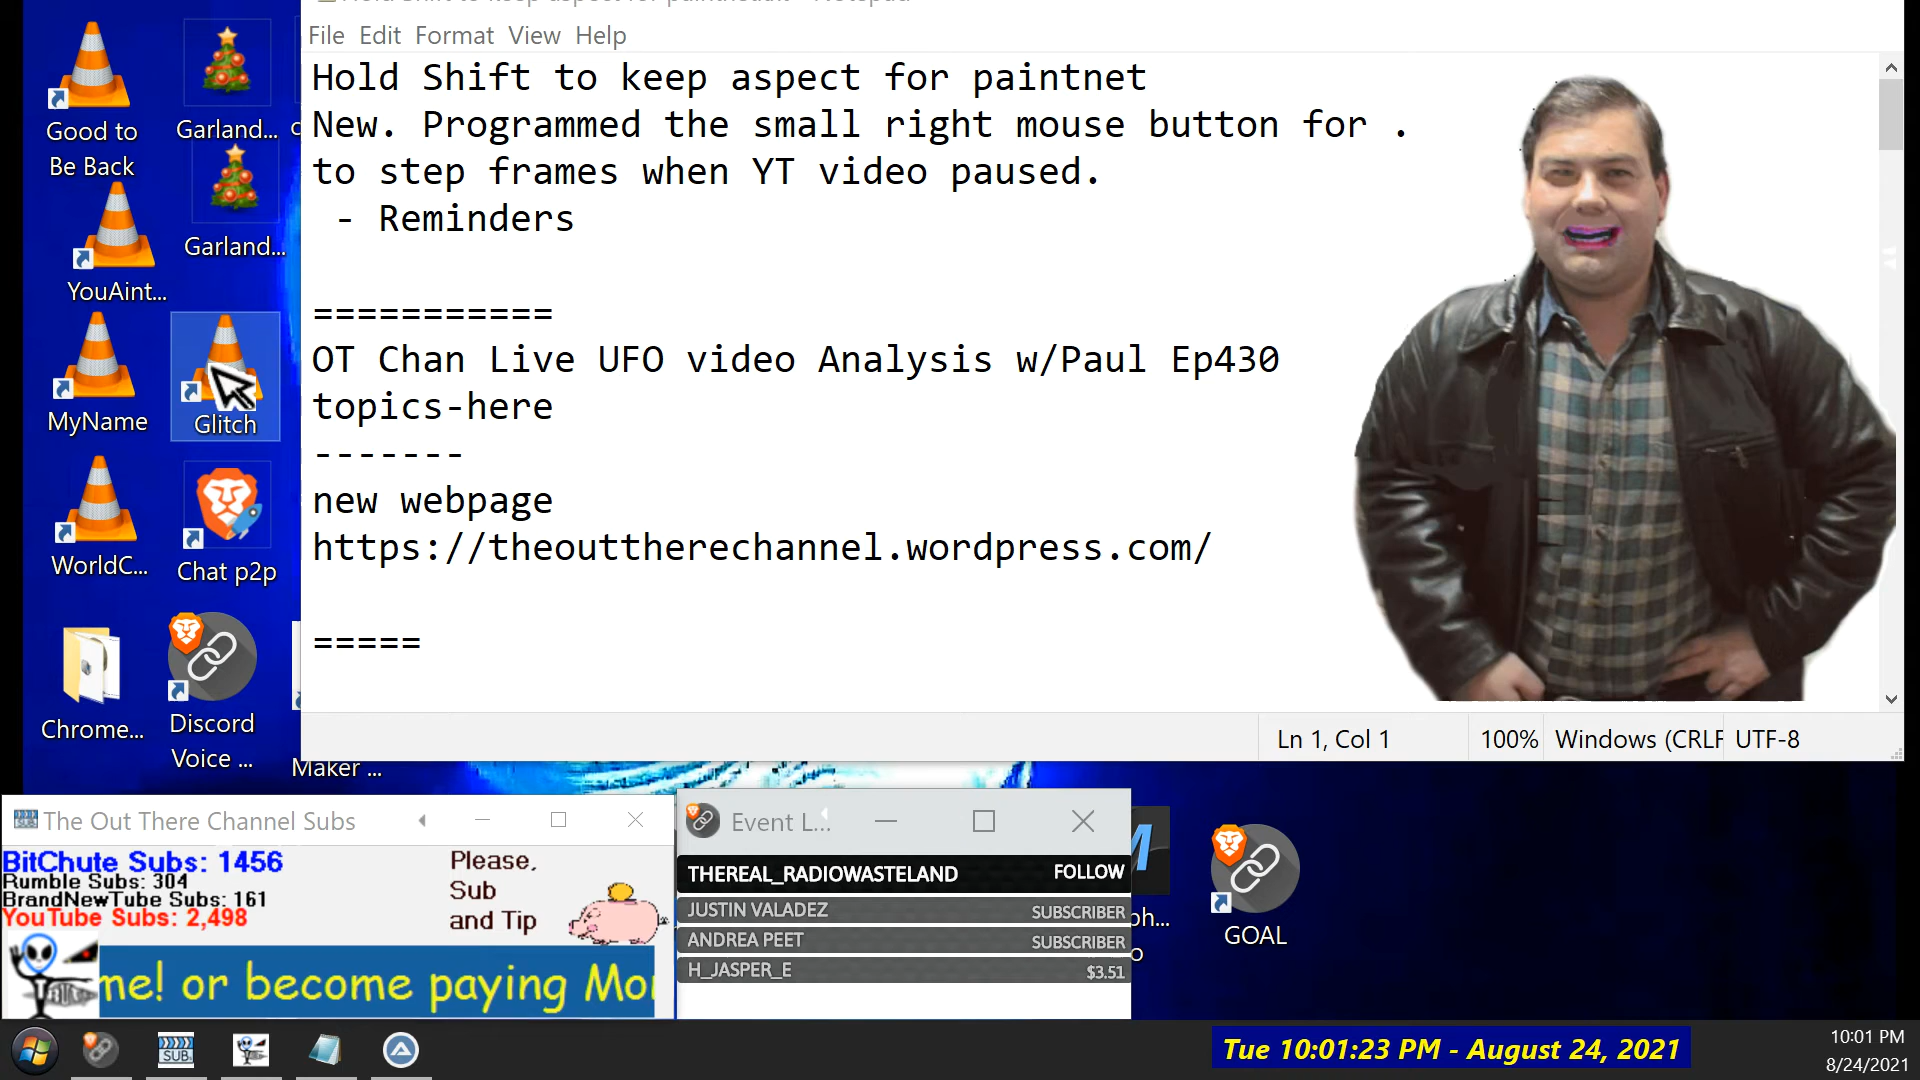 File Edit Format View Help
Hold Shift to keep aspect for paintnet
New. Programmed the small right mouse button for .
to step frames when YT video paused.
- Reminders
===========
OT Chan Live UFO video Analysis w/Paul Ep430
topics-here
-------
new webpage
https://theouttherechannel.wordpress.com/
=====
Ln 1, Col 1
100%
Windows (CRLF
UTF-8
Good to
Be Back
Garland...
YouAint...
Garland...
MyName
Glitch
WorldC...
Chat p2p
Chrome...
Discord
Voice ...
Maker ...
The Out There Channel Subs
BitChute Subs: 1456
Rumble Subs: 304
BrandNewTube Subs: 161
YouTube Subs: 2,498
Please,
Sub
and Tip
me! or become paying
Event L...
THEREAL_RADIOWASTELAND FOLLOW
JUSTIN VALADEZ SUBSCRIBER
ANDREA PEET SUBSCRIBER
H_JASPER_E $3.51
GOAL
SUB
Tue 10:01:23 PM - August 24, 2021
10:01 PM
8/24/2021